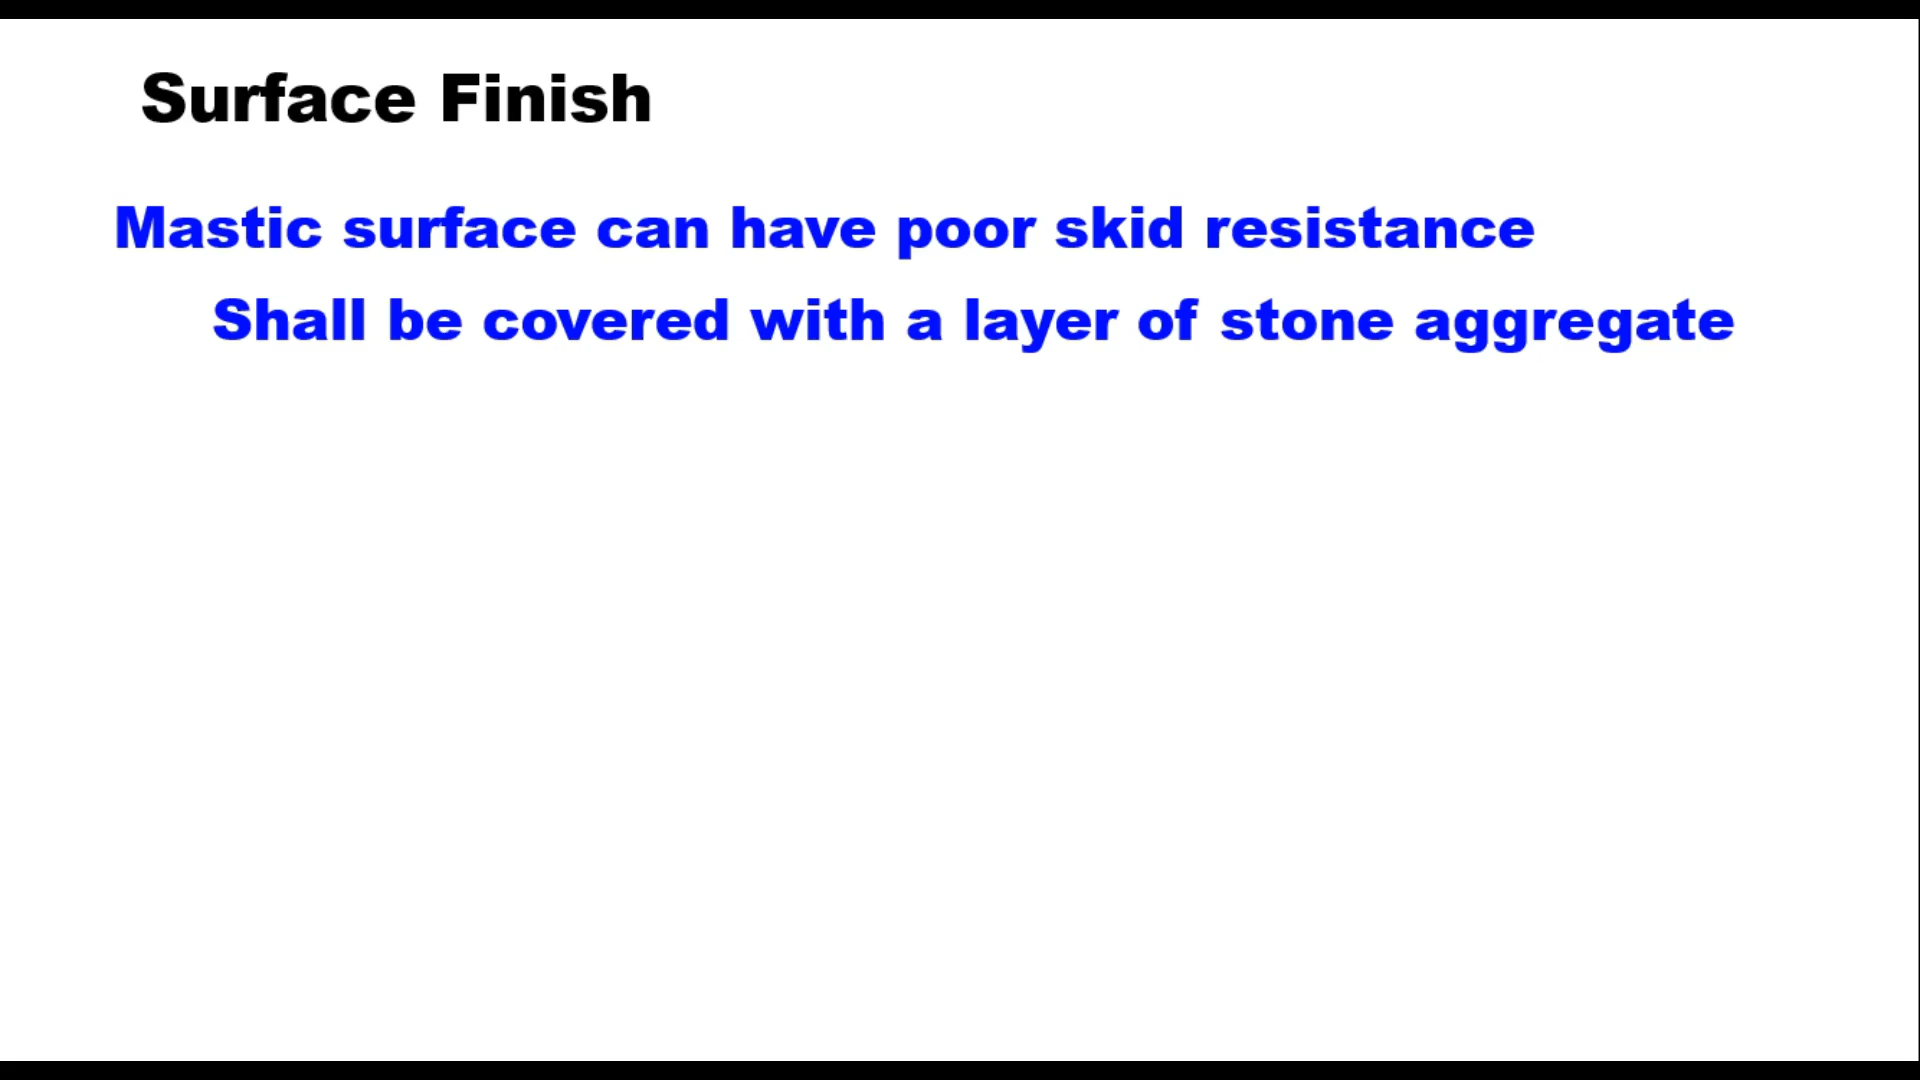 Surface Finish
Mastic surface can have poor skid resistance
Shall be covered with a layer of stone aggregate